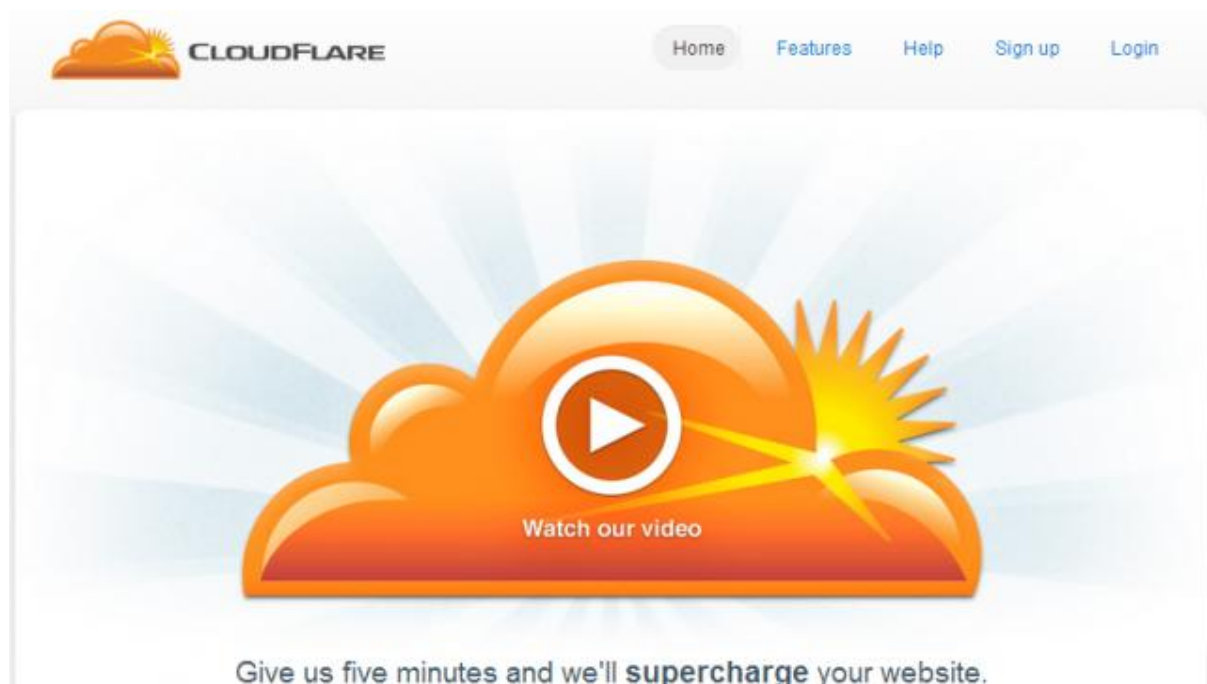 CLOUDFLARE
Home Features Help Sign up Login
Watch our video
Give us five minutes and we'll supercharge your website.